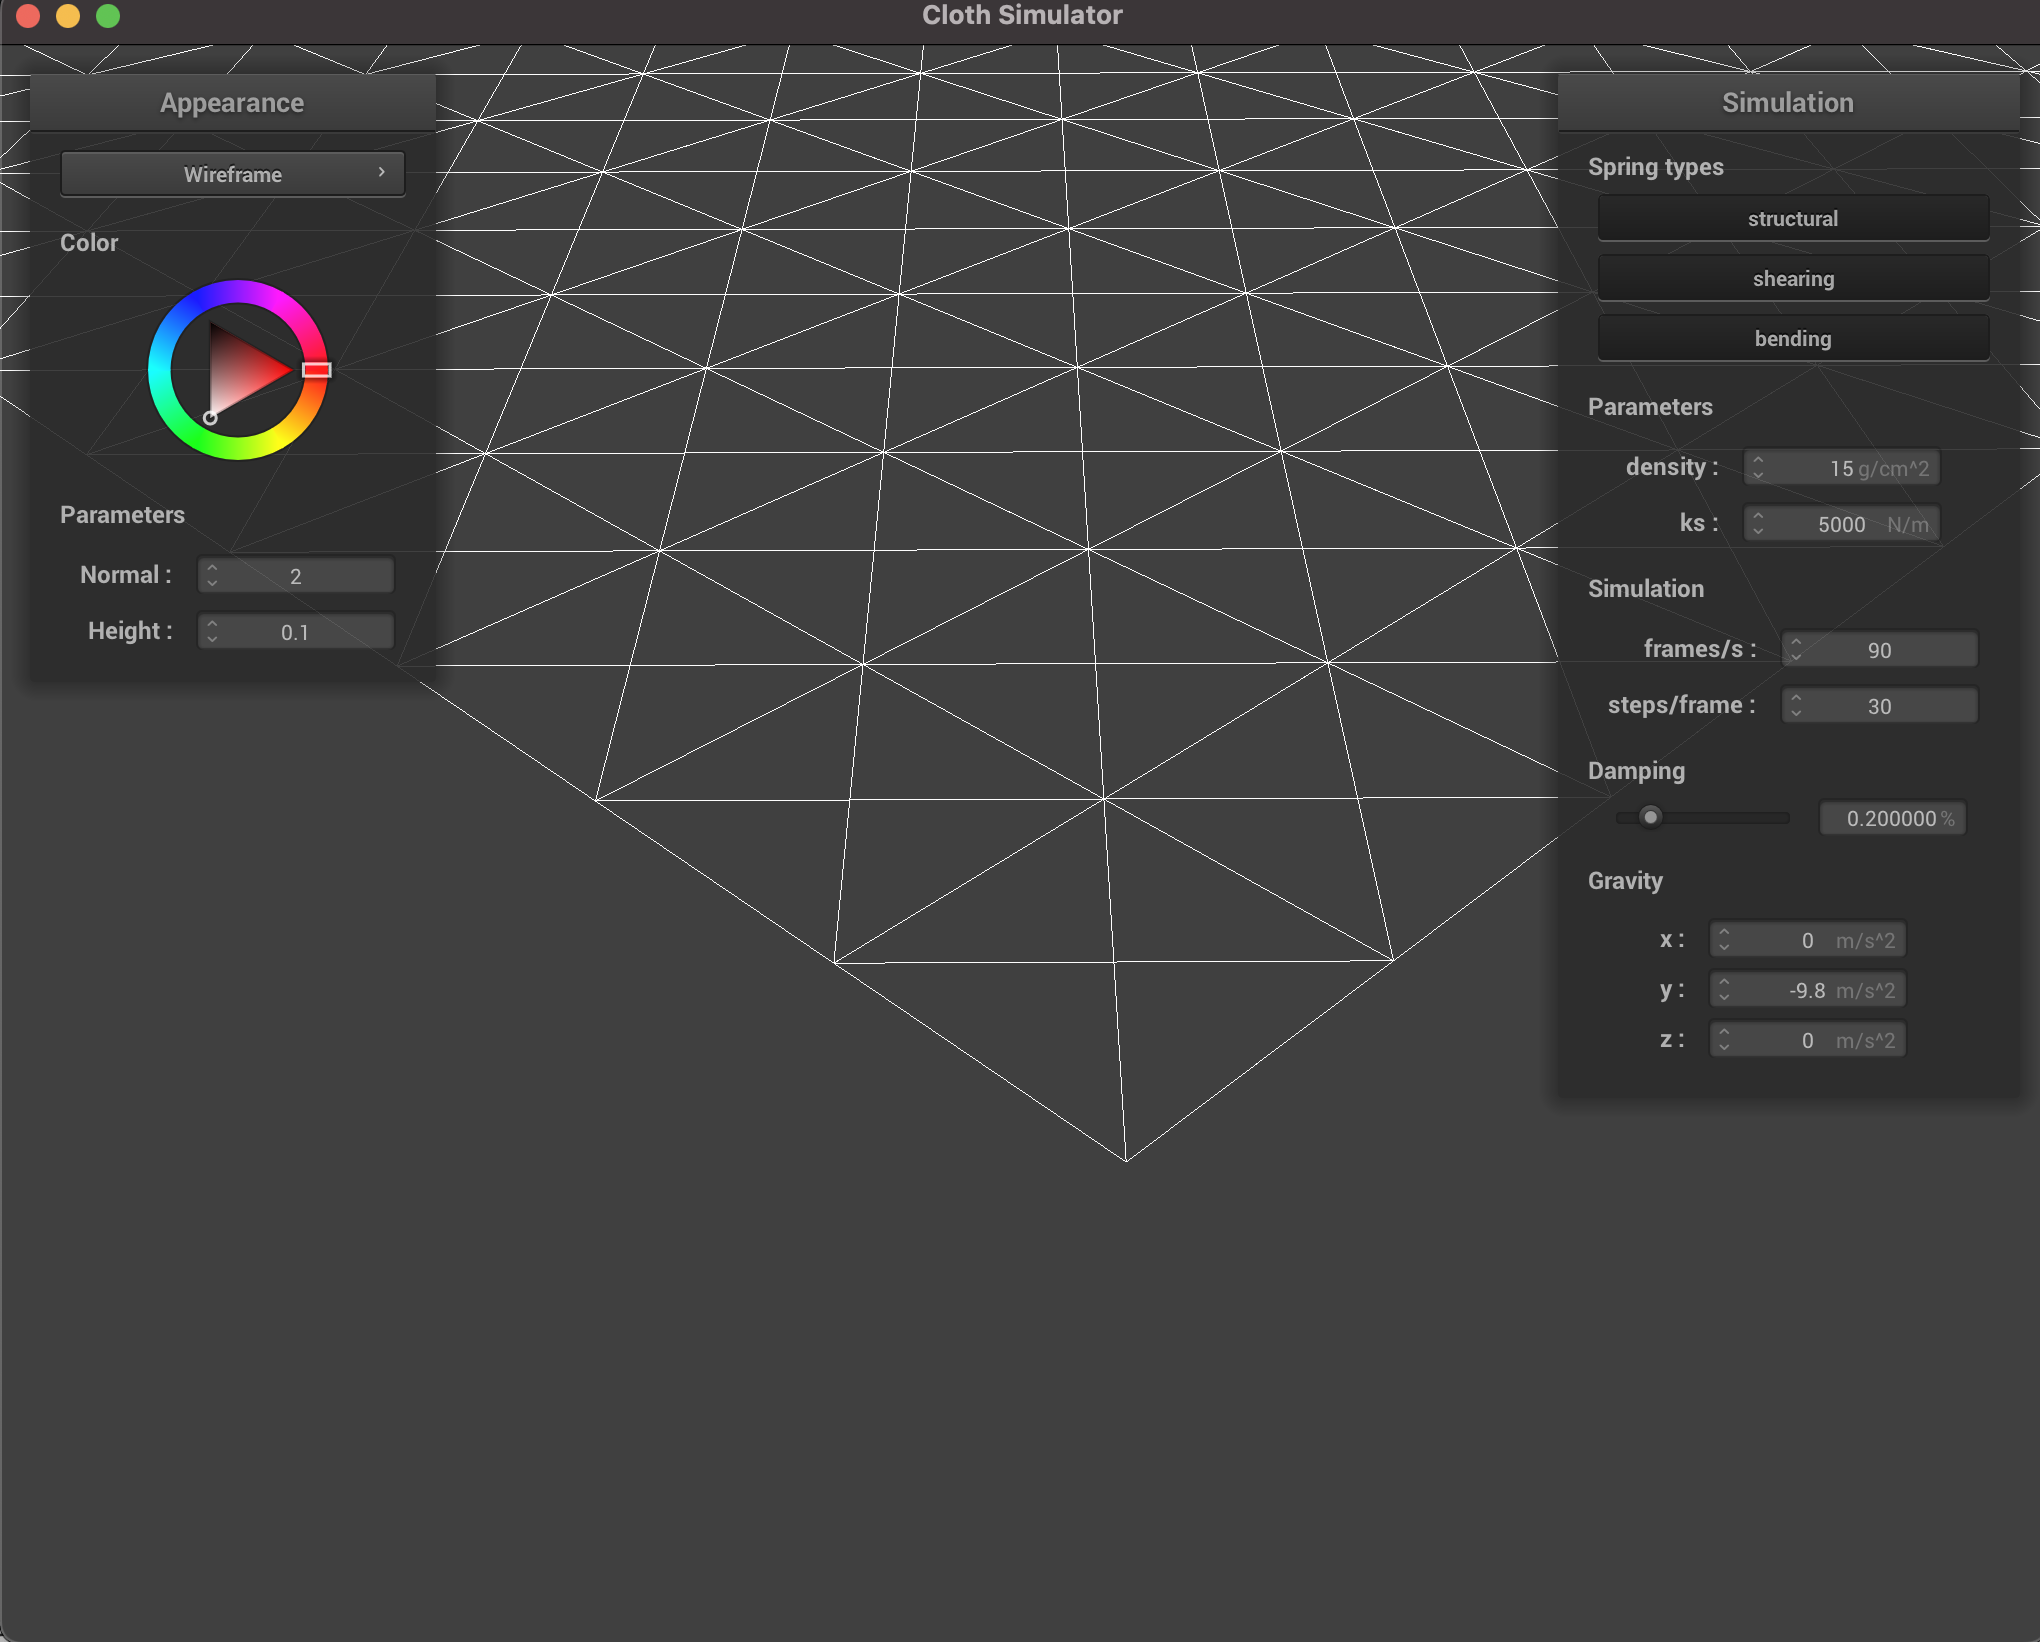 Cloth Simulator
Appearance
Wireframe
Color
Parameters
Normal : 2
Height : 0.1
Simulation
Spring types
structural
shearing
bending
Parameters
density : 15 g/cm^2
ks : 5000 N/m
Simulation
frames/s : 90
steps/frame : 30
Damping
0.200000 %
Gravity
x : 0 m/s^2
y : -9.8 m/s^2
z : 0 m/s^2